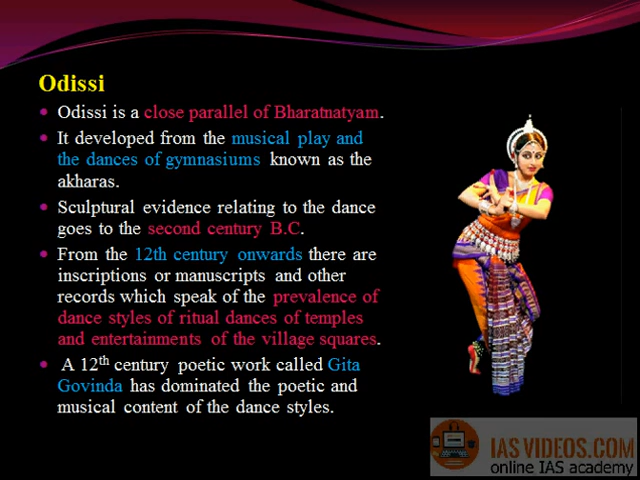 Odissi
• Odissi is a close parallel of Bharatnatyam.
• It developed from the musical play and
the dances of gymnasiums known as the
akharas.
• Sculptural evidence relating to the dance
goes to the second century B.C.
• From the 12th century onwards there are
inscriptions or manuscripts and other
records which speak of the prevalence of
dance styles of ritual dances of temples
and entertainments of the village squares.
• A 12th century poetic work called Gita
Govinda has dominated the poetic and
musical content of the dance styles.
IASVIDEOS.COM
online IAS academy